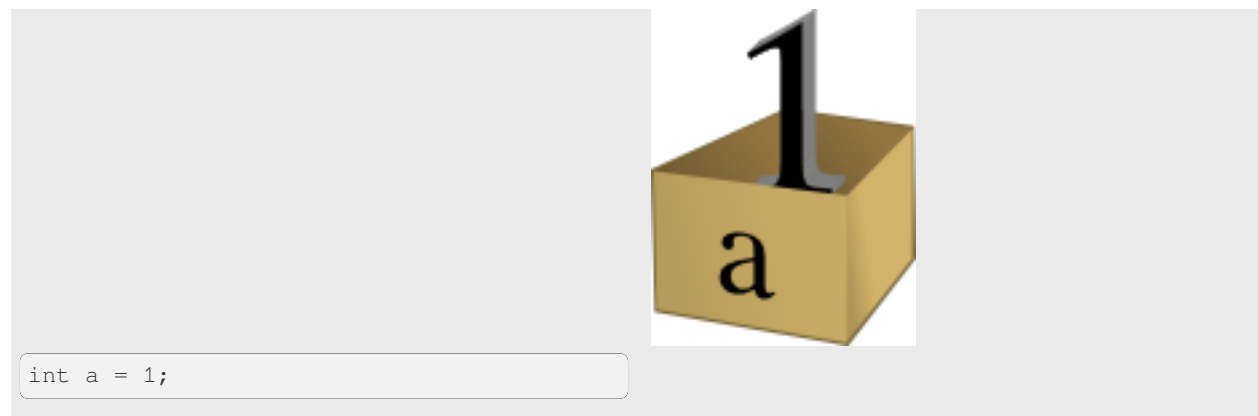 1
a
int a = 1;